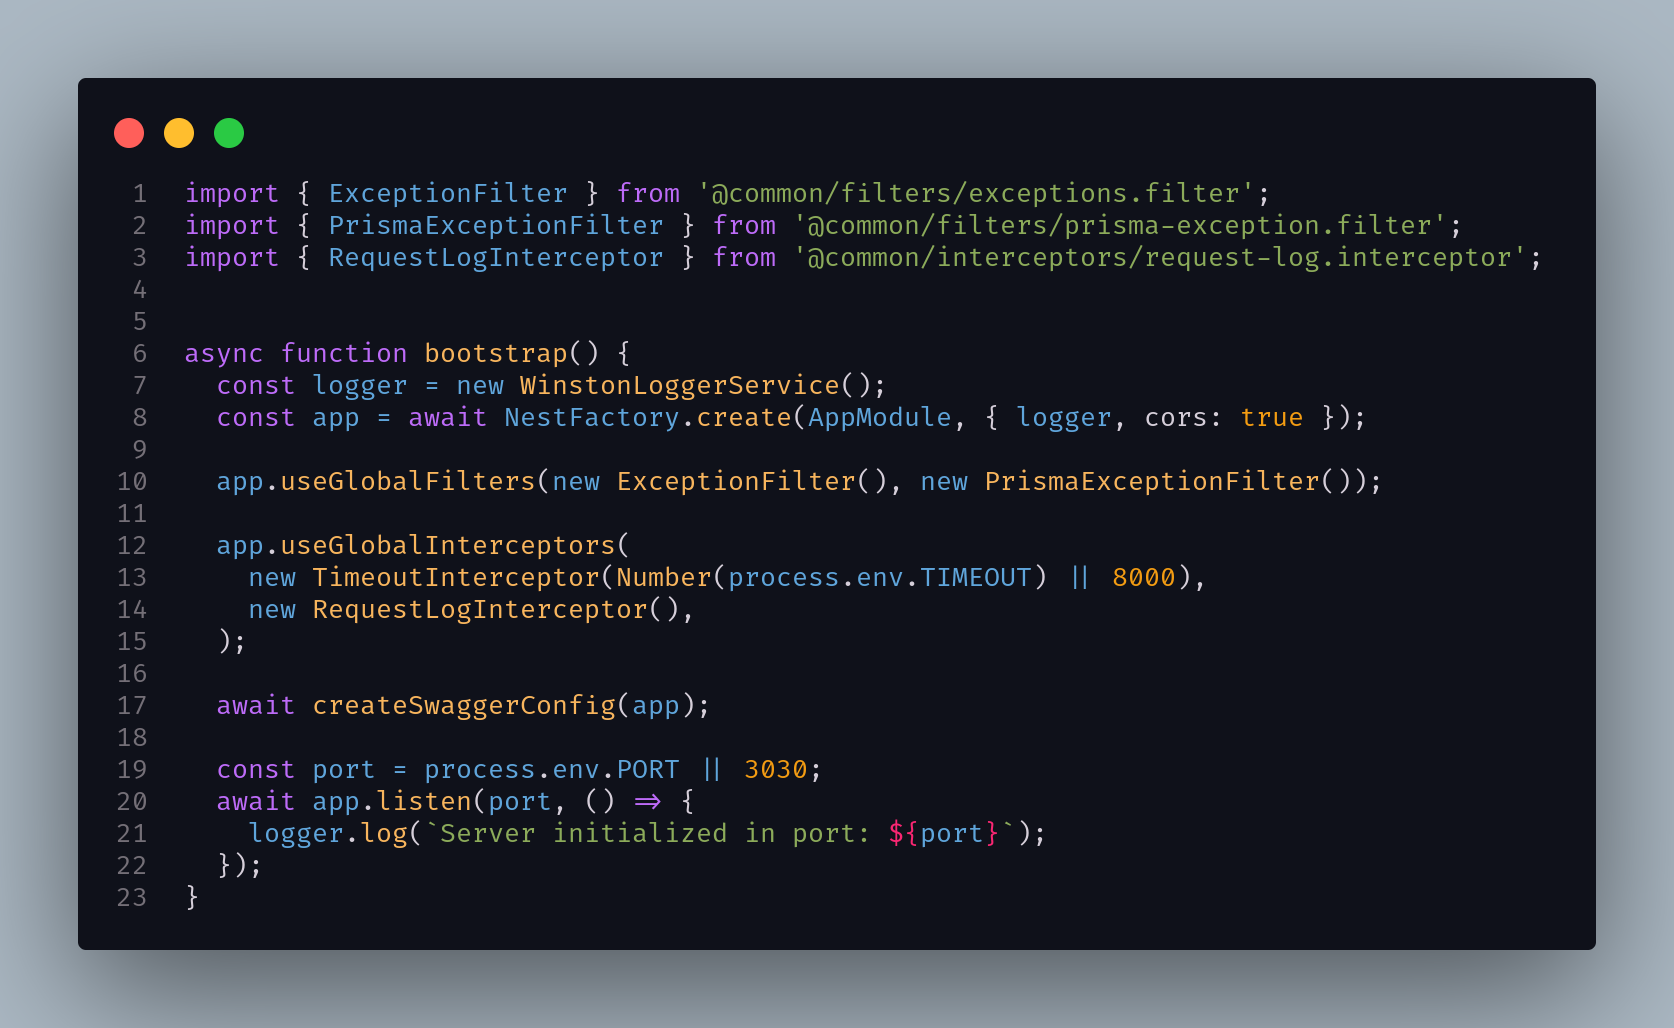 1 import { ExceptionFilter } from '@common/filters/exceptions.filter';
2 import { PrismaExceptionFilter } from '@common/filters/prisma-exception.filter';
3 import { RequestLogInterceptor } from '@common/interceptors/request-log.interceptor';
4
5
6 async function bootstrap() {
7   const logger = new WinstonLoggerService();
8   const app = await NestFactory.create(AppModule, { logger, cors: true });
9
10   app.useGlobalFilters(new ExceptionFilter(), new PrismaExceptionFilter());
11
12   app.useGlobalInterceptors(
13     new TimeoutInterceptor(Number(process.env.TIMEOUT) || 8000),
14     new RequestLogInterceptor(),
15   );
16
17   await createSwaggerConfig(app);
18
19   const port = process.env.PORT || 3030;
20   await app.listen(port, () => {
21     logger.log(`Server initialized in port: ${port}`);
22   });
23 }